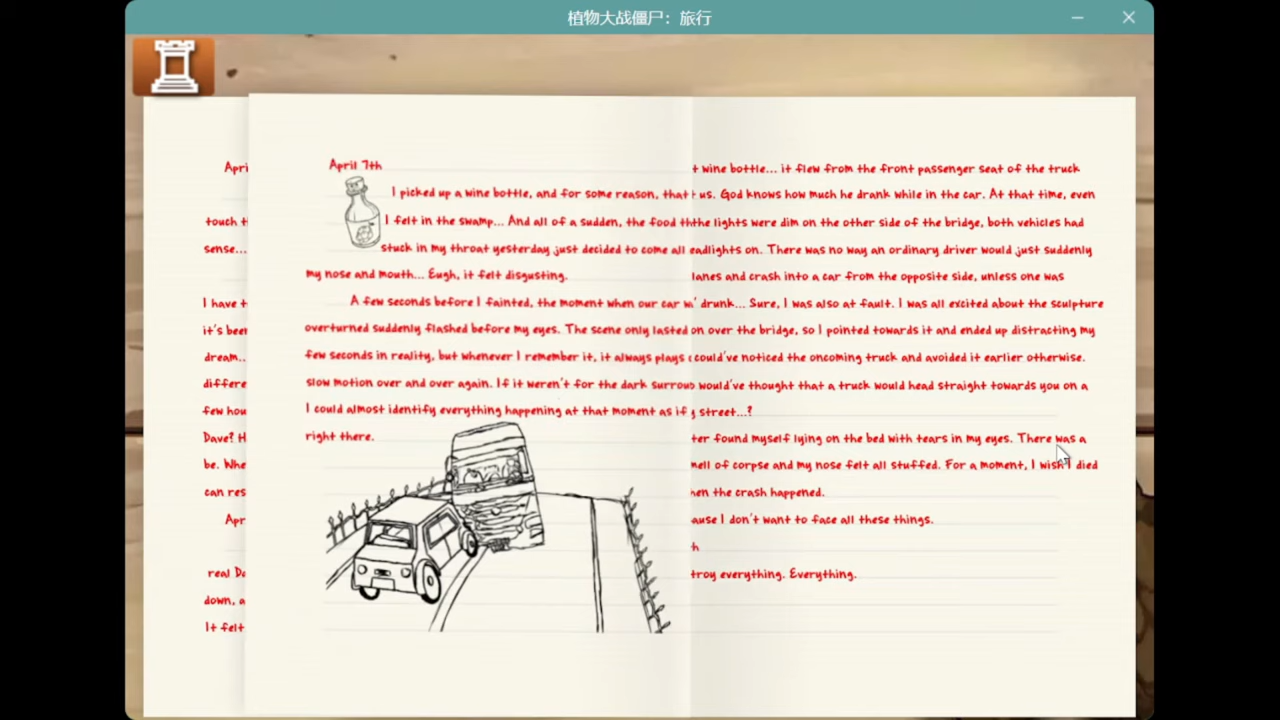 植物大战僵尸：旅行
Apri
touch t
sense...
I have t
it's beer
dream..
differe
few hou
Dave? H
be. Whe
can res
Apr
real Da
down, a
It felt
April 7th
I picked up a wine bottle, and for some reason, that
I felt in the swamp... And all of a sudden, the food th
stuck in my throat yesterday just decided to come all
my nose and mouth... Eugh, it felt disgusting.
A few seconds before I fainted, the moment when our car w
overturned suddenly flashed before my eyes. The scene only lasted
few seconds in reality, but whenever I remember it, it always plays
slow motion over and over again. If it weren't for the dark surrou
I could almost identify everything happening at that moment as if
right there.
t wine bottle... it flew from the front passenger seat of the truck
t us. God knows how much he drank while in the car. At that time, even
the lights were dim on the other side of the bridge, both vehicles had
eadlights on. There was no way an ordinary driver would just suddenly
lanes and crash into a car from the opposite side, unless one was
drunk... Sure, I was also at fault. I was all excited about the sculpture
on over the bridge, so I pointed towards it and ended up distracting my
could've noticed the oncoming truck and avoided it earlier otherwise.
would've thought that a truck would head straight towards you on a
y street...?
ter found myself lying on the bed with tears in my eyes. There was a
mell of corpse and my nose felt all stuffed. For a moment, I wish I died
hen the crash happened.
ause I don't want to face all these things.
h
troy everything. Everything.